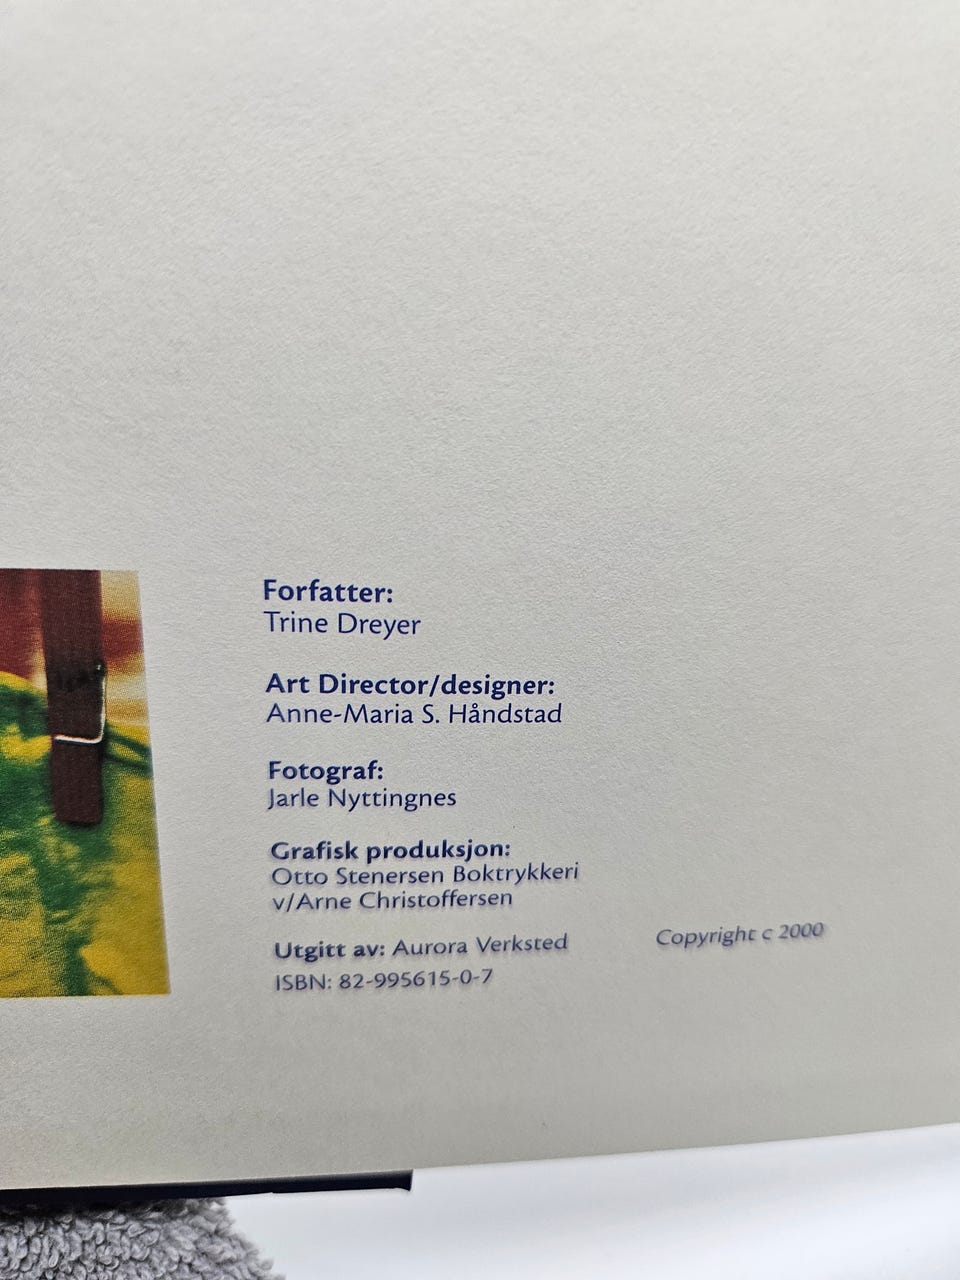 Forfatter:
Trine Dreyer
Art Director/designer:
Anne-Maria S. Håndstad
Fotograf:
Jarle Nyttingnes
Grafisk produksjon:
Otto Stenersen Boktrykkeri
v/Arne Christoffersen
Utgitt av: Aurora Verksted
ISBN: 82-995615-0-7
Copyright c 2000